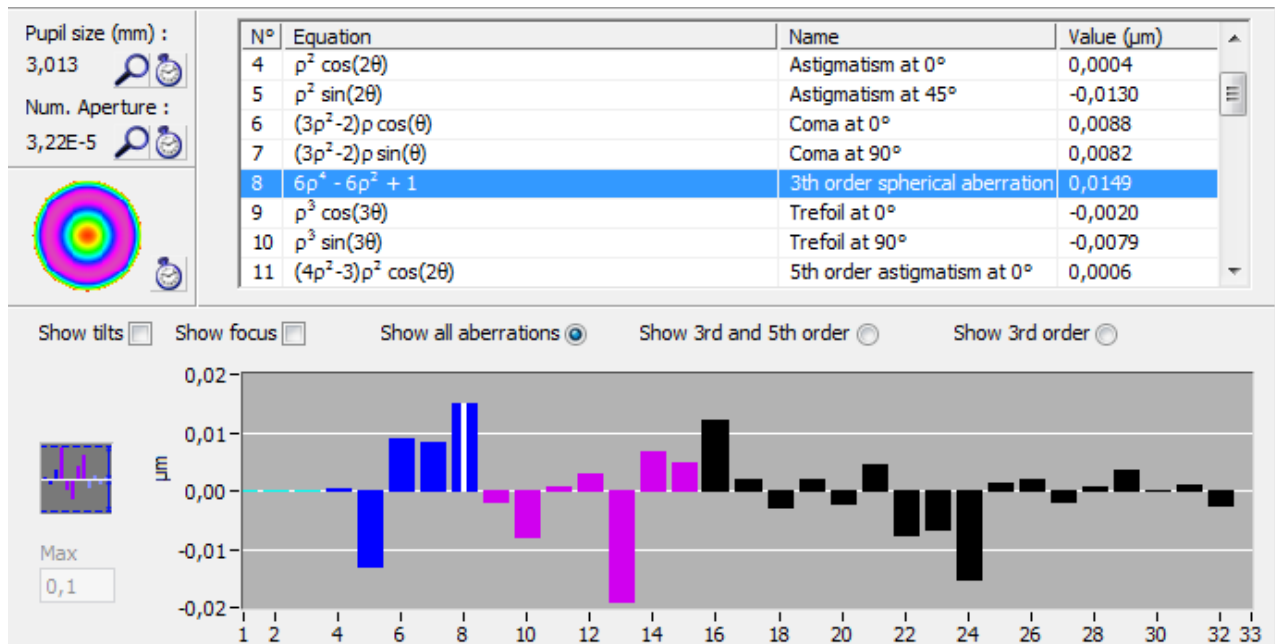 Pupil size (mm) :
3,013
Num. Aperture :
3,22E-5
N° Equation Name Value (µm)
4 ρ² cos(2θ) Astigmatism at 0° 0,0004
5 ρ² sin(2θ) Astigmatism at 45° -0,0130
6 (3ρ²-2)ρ cos(θ) Coma at 0° 0,0088
7 (3ρ²-2)ρ sin(θ) Coma at 90° 0,0082
8 6ρ⁴ - 6ρ² + 1 3th order spherical aberration 0,0149
9 ρ³ cos(3θ) Trefoil at 0° -0,0020
10 ρ³ sin(3θ) Trefoil at 90° -0,0079
11 (4ρ²-3)ρ² cos(2θ) 5th order astigmatism at 0° 0,0006
Show tilts Show focus Show all aberrations Show 3rd and 5th order Show 3rd order
0,02
0,01
0,00
-0,01
-0,02
µm
Max
0,1
1 2 4 6 8 10 12 14 16 18 20 22 24 26 28 30 32 33